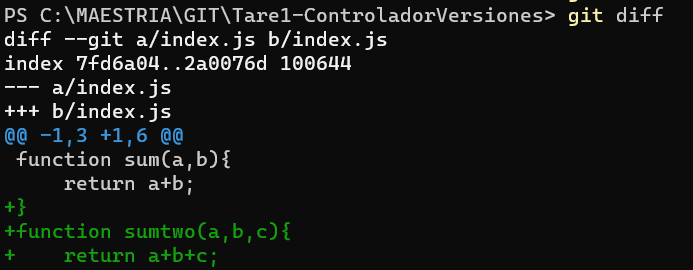 PS C:\MAESTRIA\GIT\Tare1-ControladorVersiones> git diff
diff --git a/index.js b/index.js
index 7fd6a04..2a0076d 100644
--- a/index.js
+++ b/index.js
@@ -1,3 +1,6 @@
 function sum(a,b){
     return a+b;
+}
+function sumtwo(a,b,c){
+    return a+b+c;